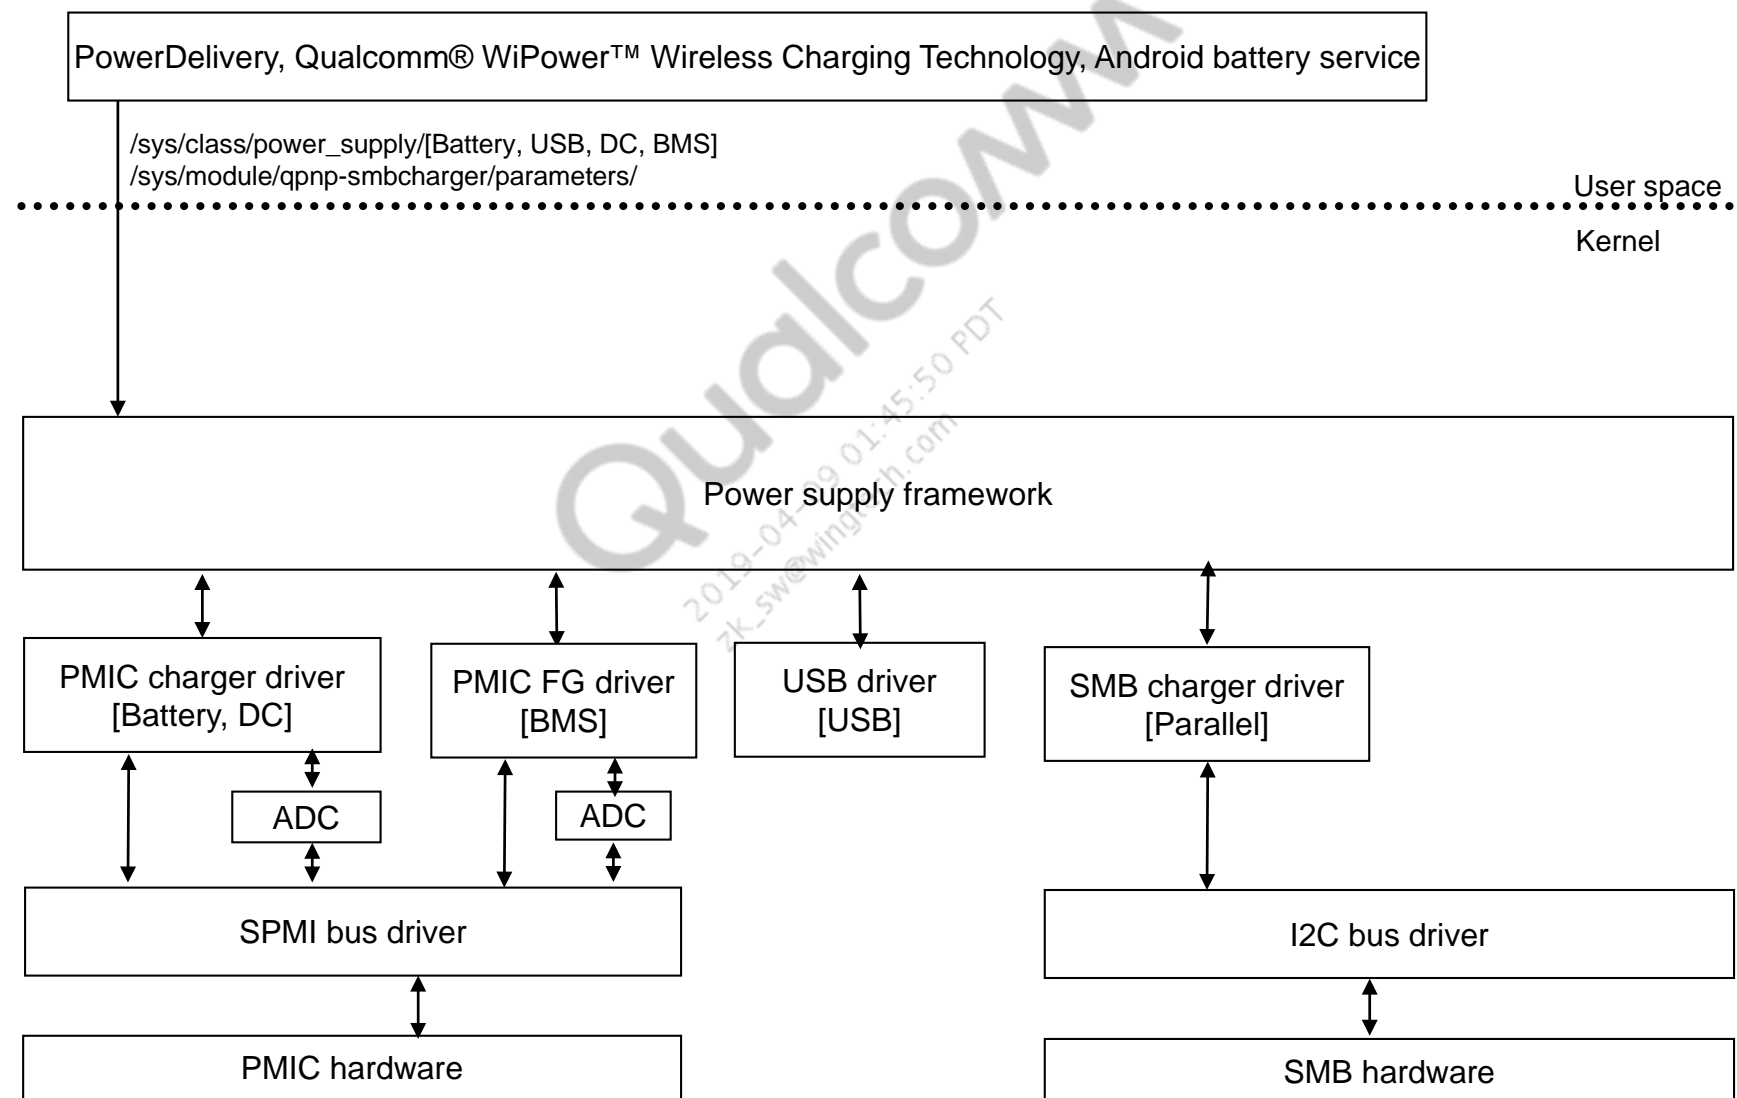 PowerDelivery, Qualcomm® WiPower™ Wireless Charging Technology, Android battery service
/sys/class/power_supply/[Battery, USB, DC, BMS]
/sys/module/qpnp-smbcharger/parameters/
User space
Kernel
Qualcomm
2019-04-09 01:45:50 PDT
zk_sw@wingtech.com
Power supply framework
PMIC charger driver
[Battery, DC]
PMIC FG driver
[BMS]
USB driver
[USB]
SMB charger driver
[Parallel]
ADC
ADC
SPMI bus driver
I2C bus driver
PMIC hardware
SMB hardware